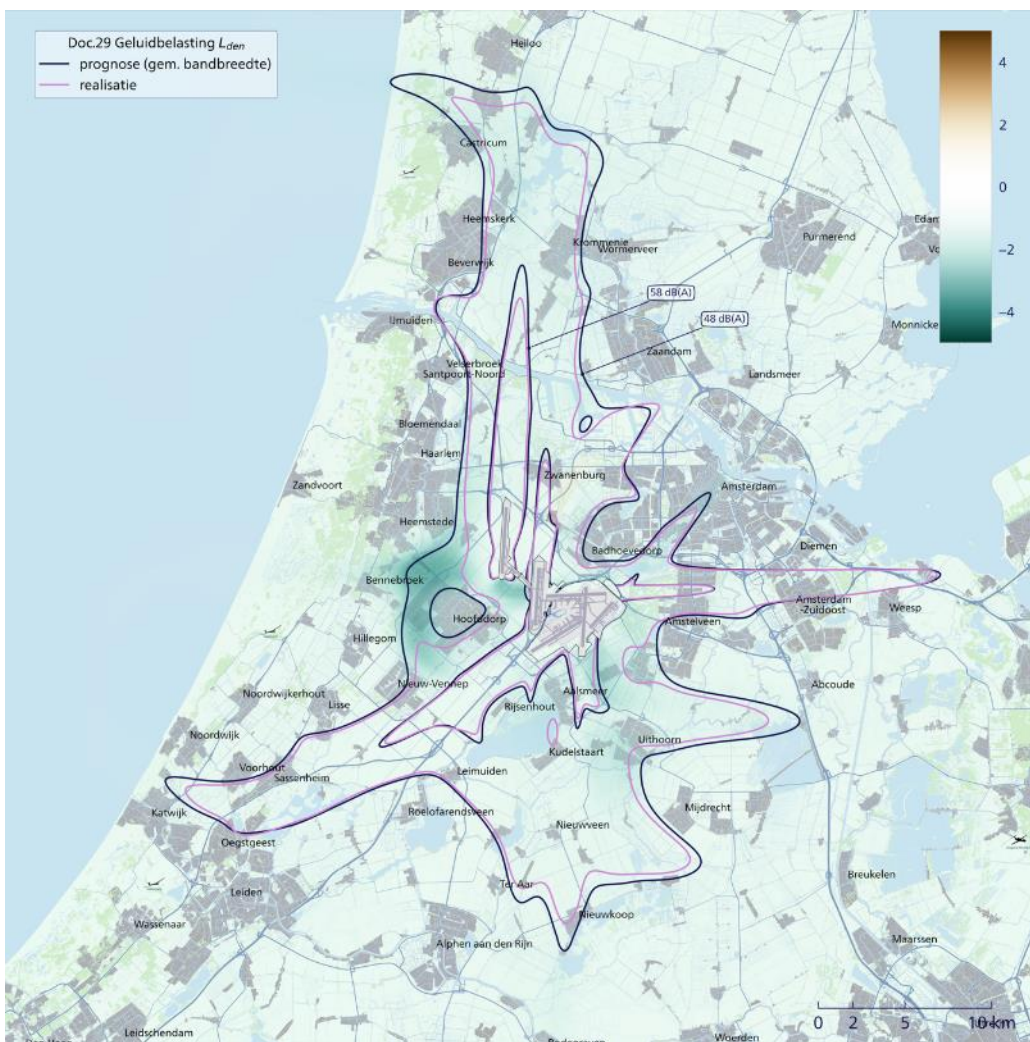 Doc.29 Geluidbelasting Lden
prognose (gem. bandbreedte)
realisatie
Heiloo
4
2
0
-2
-4
Castricum
Heemskerk
Beverwijk
Krommenie
Wormerveer
Purmerend
Edam
58 dB(A)
48 dB(A)
IJmuiden
Monnicke
Zaandam
Velserbroek
Santpoort-Noord
Landsmeer
Bloemendaal
Haarlem
Zandvoort
Zwanenburg
Amsterdam
Heemstede
Badhoevedorp
Diemen
Bennebroek
Amsterdam
-Zuidoost
Weesp
Hoofddorp
Amstelveen
Hillegom
Nieuw-Vennep
Aalsmeer
Abcoude
Noordwijkerhout
Lisse
Rijsenhout
Noordwijk
Kudelstaart
Uithoorn
Voorhout
Sassenheim
Leimuiden
Katwijk
Roelofarendsveen
Mijdrecht
Oegstgeest
Nieuwveen
Leiden
Ter Aar
Breukelen
Wassenaar
Nieuwkoop
Alphen aan den Rijn
Maarssen
Leidschendam
Woerden
0 2 5 10 km